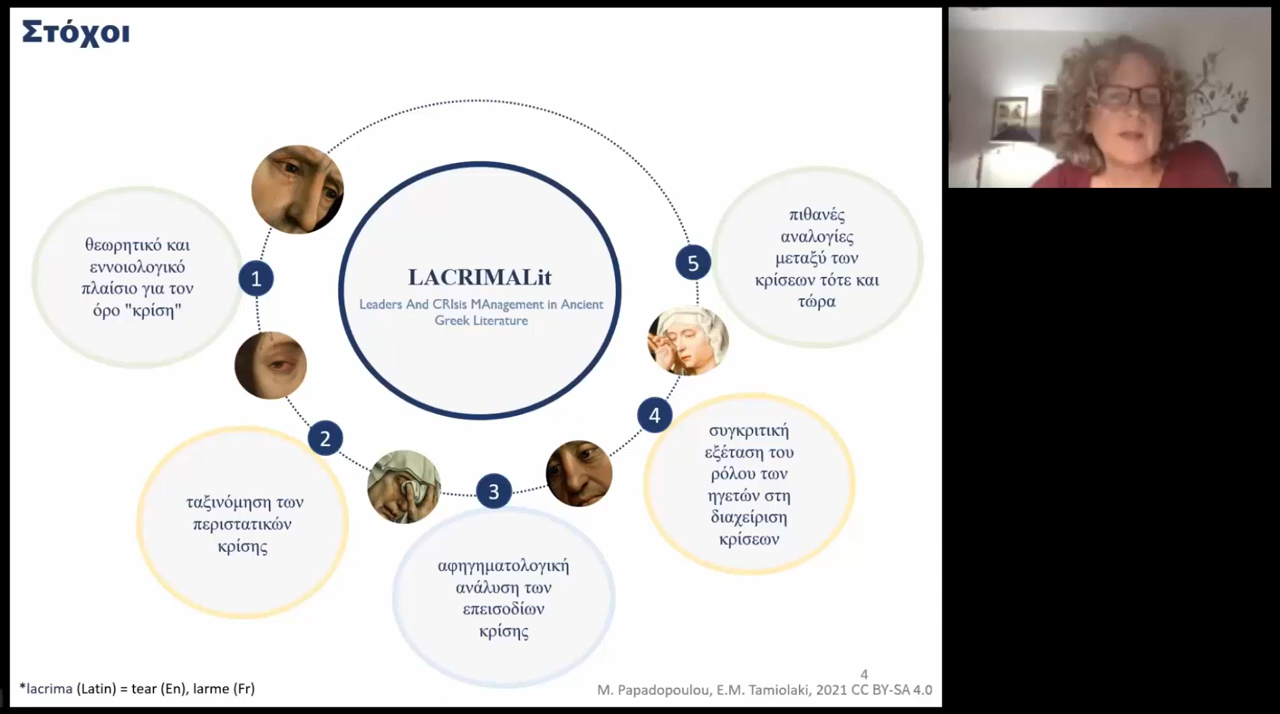 Στόχοι
LACRIMALit
Leaders And CRIsis MAnagement in Ancient
Greek Literature
1
θεωρητικό και
εννοιολογικό
πλαίσιο για τον
όρο "κρίση"
2
ταξινόμηση των
περιστατικών
κρίσης
3
αφηγηματολογική
ανάλυση των
επεισοδίων
κρίσης
4
συγκριτική
εξέταση του
ρόλου των
ηγετών στη
διαχείριση
κρίσεων
5
πιθανές
αναλογίες
μεταξύ των
κρίσεων τότε και
τώρα
*lacrima (Latin) = tear (En), larme (Fr)
4
M. Papadopoulou, E.M. Tamiolaki, 2021 CC BY-SA 4.0